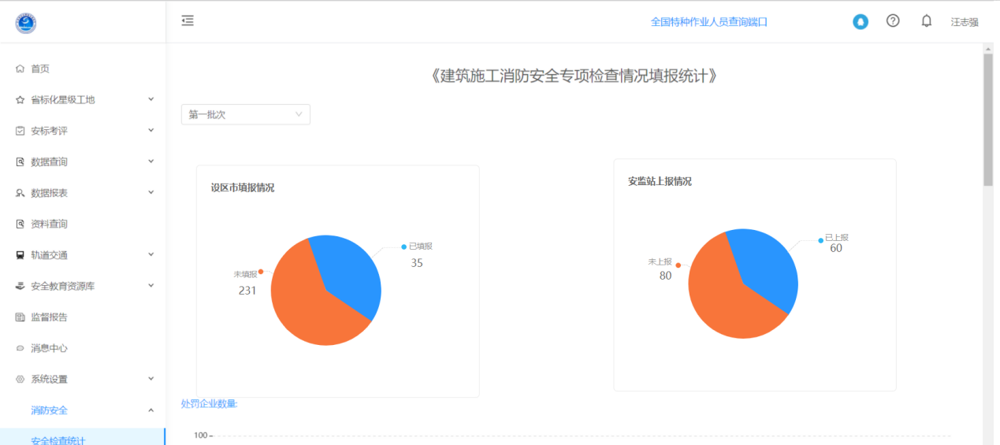 全国特种作业人员查询端口
汪志强
首页
省标化星级工地
安标考评
数据查询
数据报表
资料查询
轨道交通
安全教育资源库
监督报告
消息中心
系统设置
消防安全
安全检查统计
《建筑施工消防安全专项检查情况填报统计》
第一批次
设区市填报情况
已填报
35
未填报
231
安监站上报情况
已上报
60
未上报
80
处罚企业数量:
100